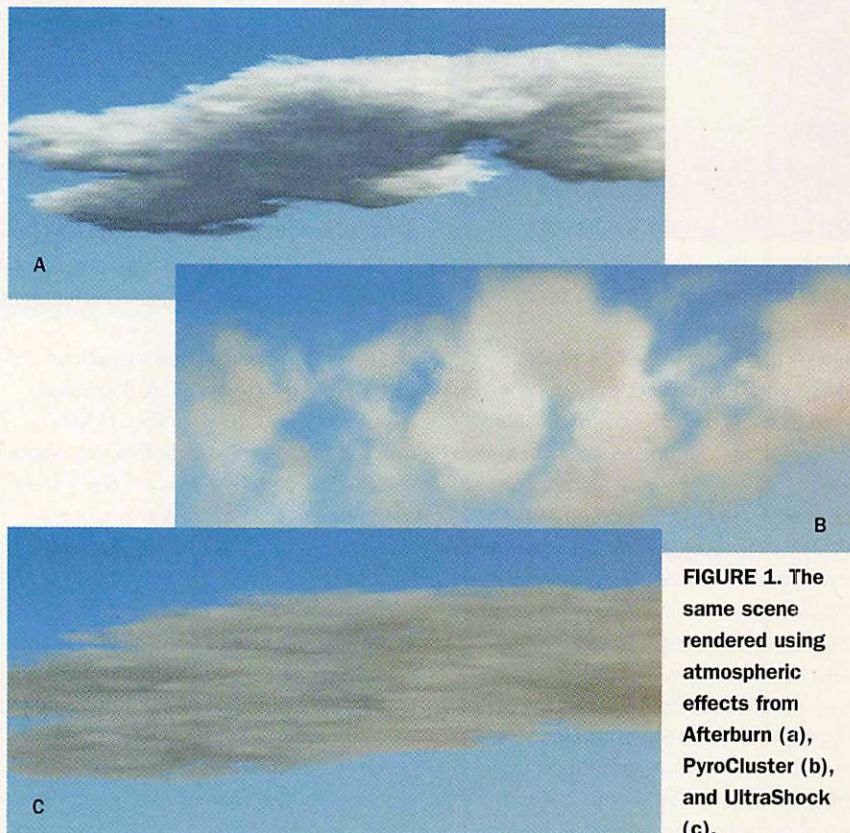 A
B
C
FIGURE 1. The
same scene
rendered using
atmospheric
effects from
Afterburn (a),
PyroCluster (b),
and UltraShock
(c).